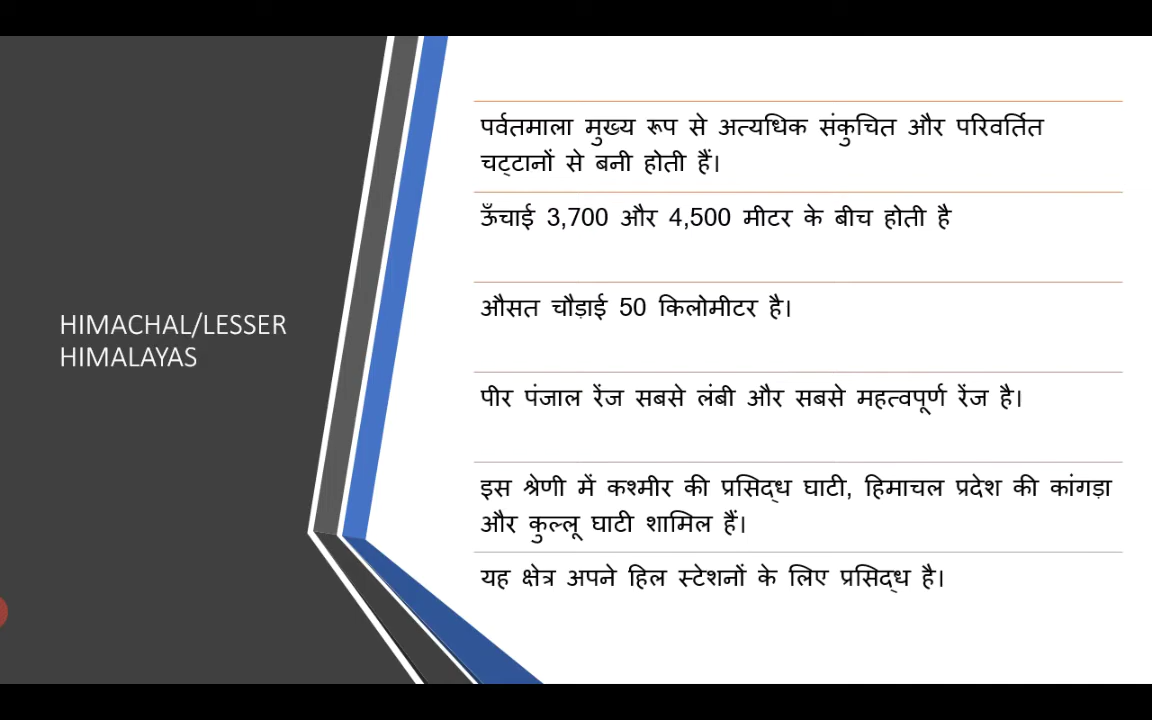 HIMACHAL/LESSER
HIMALAYAS
पर्वतमाला मुख्य रूप से अत्यधिक संकुचित और परिवर्तित
चट्टानों से बनी होती हैं।
ऊँचाई 3,700 और 4,500 मीटर के बीच होती है
औसत चौड़ाई 50 किलोमीटर है।
पीर पंजाल रेंज सबसे लंबी और सबसे महत्वपूर्ण रेंज है।
इस श्रेणी में कश्मीर की प्रसिद्ध घाटी, हिमाचल प्रदेश की कांगड़ा
और कुल्लू घाटी शामिल हैं।
यह क्षेत्र अपने हिल स्टेशनों के लिए प्रसिद्ध है।